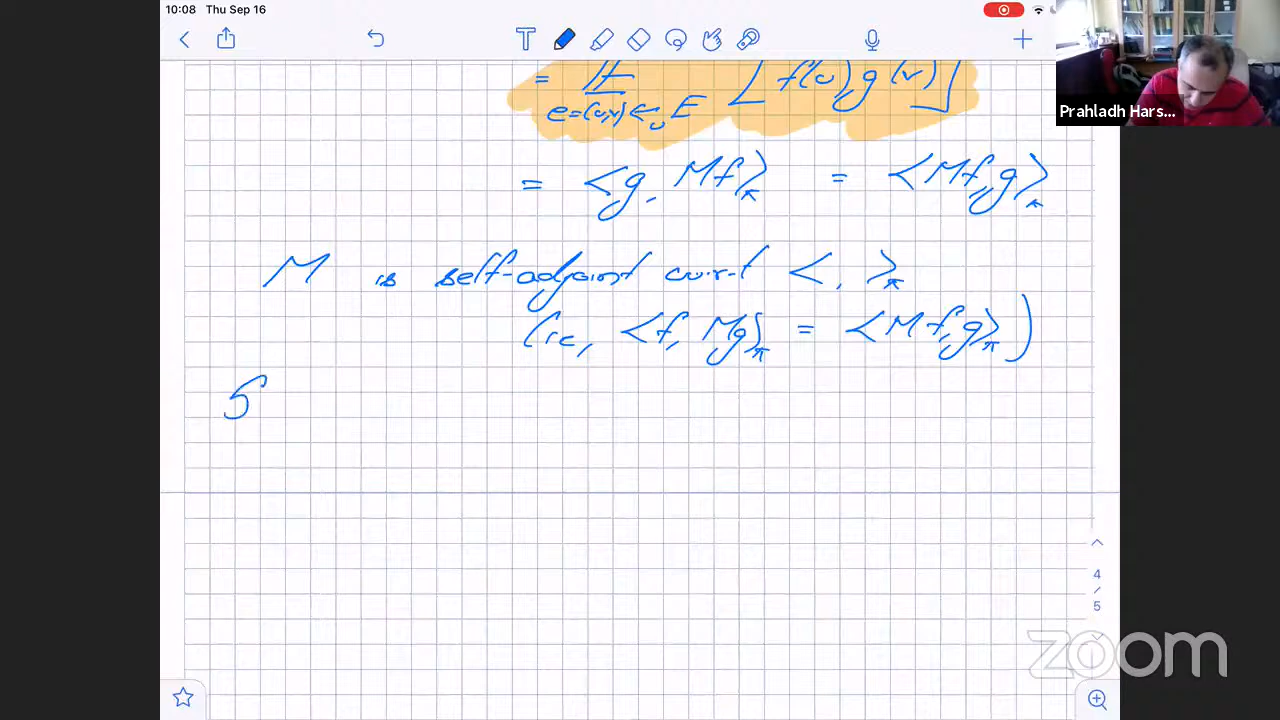 10:08 Thu Sep 16
Prahladh Hars...
= E [ f(u), g(v) ]
e=(u,v) ∈_u E
= <g, Mf>_π = <Mf, g>_π
M is self-adjoint w.r.t < , >_π
(ie, <f, Mg>_π = <Mf, g>_π)
S
4
/
5
zoom